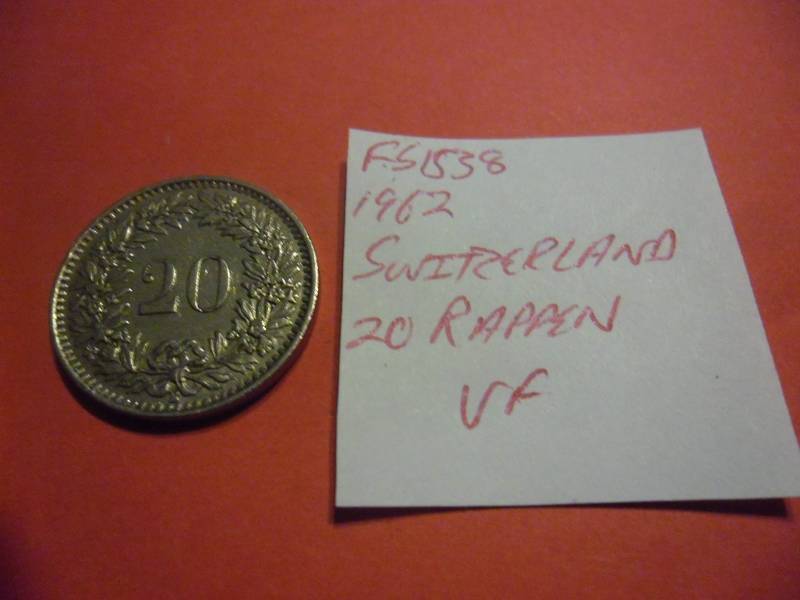 20
FS1538
1962
SWITZERLAND
20 RAPPEN
VF